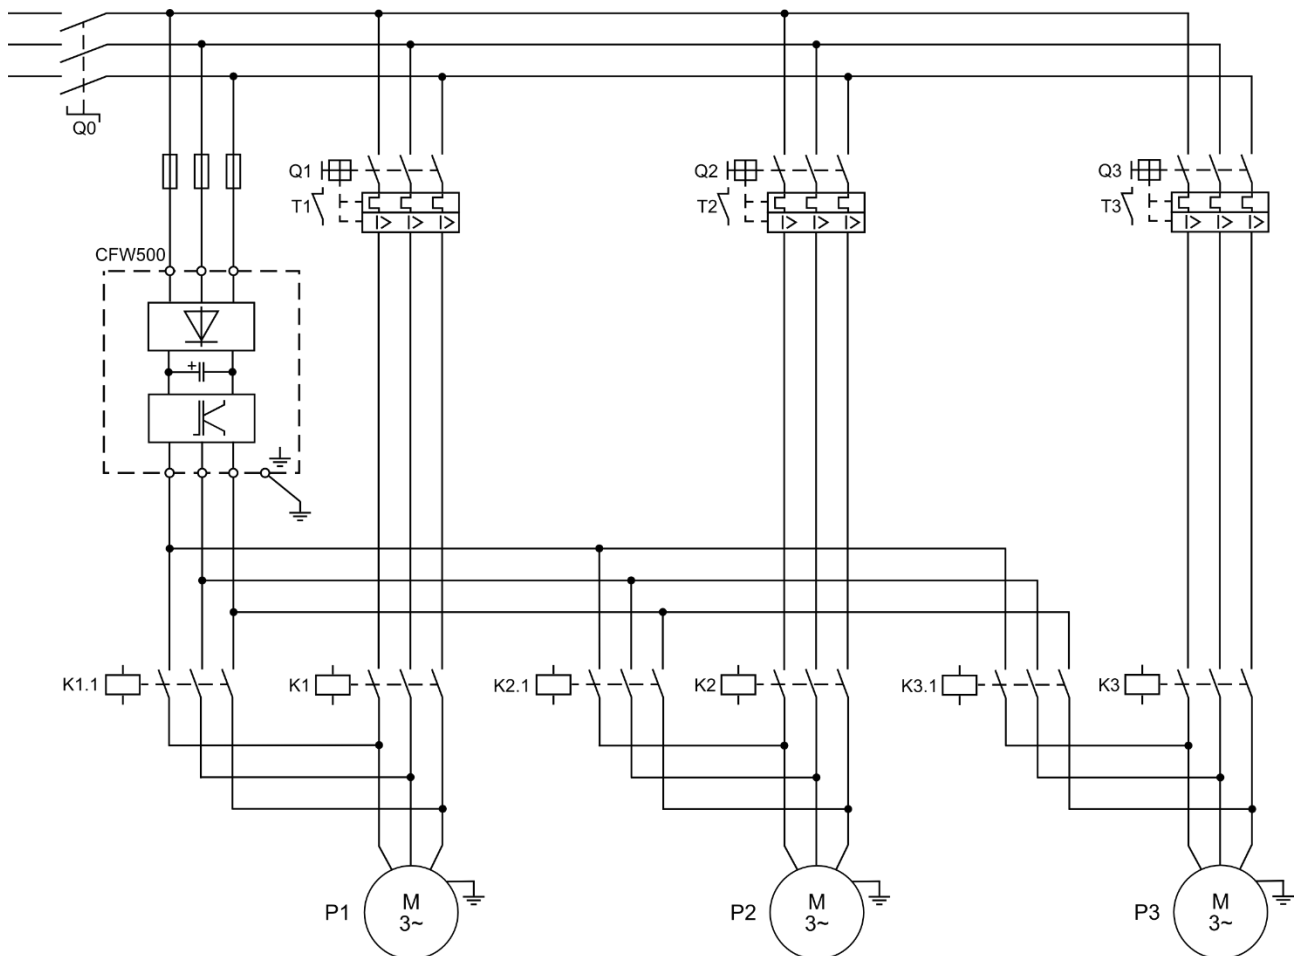 Q0
Q1
Q2
Q3
T1
T2
T3
I>
I>
I>
I>
I>
I>
I>
I>
I>
CFW500
+
K1.1
K1
K2.1
K2
K3.1
K3
P1
M
3~
P2
M
3~
P3
M
3~